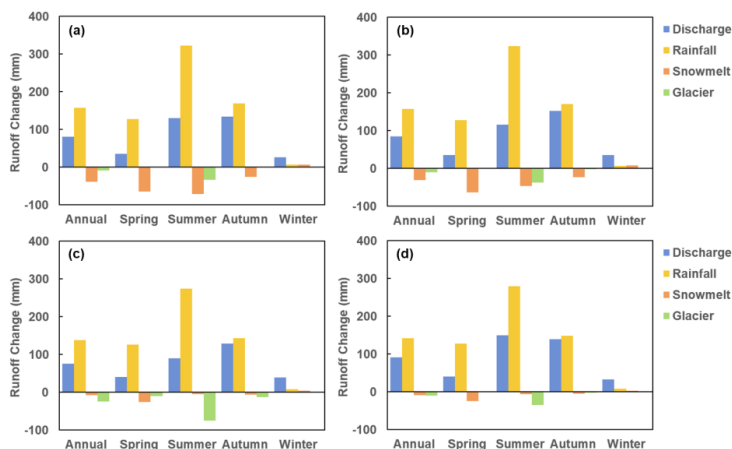 (a)
Runoff Change (mm)
400
300
200
100
0
-100
Annual Spring Summer Autumn Winter
(b)
Runoff Change (mm)
400
300
200
100
0
-100
Annual Spring Summer Autumn Winter
Discharge
Rainfall
Snowmelt
Glacier
(c)
Runoff Change (mm)
400
300
200
100
0
-100
Annual Spring Summer Autumn Winter
(d)
Runoff Change (mm)
400
300
200
100
0
-100
Annual Spring Summer Autumn Winter
Discharge
Rainfall
Snowmelt
Glacier